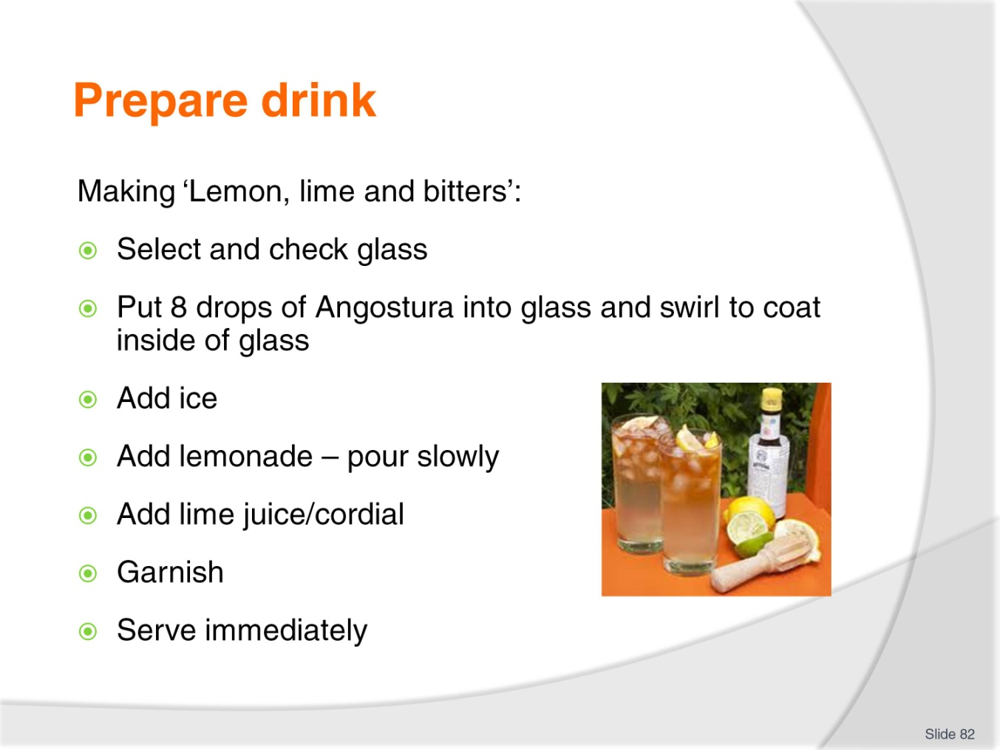 Prepare drink
Making ‘Lemon, lime and bitters’:
Select and check glass
Put 8 drops of Angostura into glass and swirl to coat
inside of glass
Add ice
Add lemonade – pour slowly
Add lime juice/cordial
Garnish
Serve immediately
Slide 82